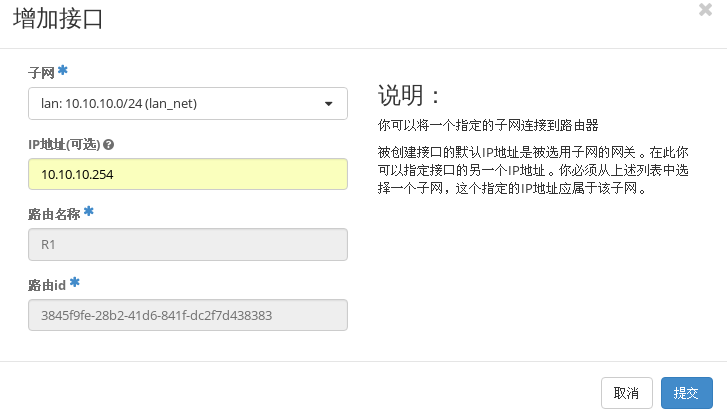 增加接口
×
子网 *
lan: 10.10.10.0/24 (lan_net)
IP地址(可选)
10.10.10.254
路由名称 *
R1
路由id *
3845f9fe-28b2-41d6-841f-dc2f7d438383
说明：
你可以将一个指定的子网连接到路由器
被创建接口的默认IP地址是被选用子网的网关。在此你
可以指定接口的另一个IP地址。你必须从上述列表中选
择一个子网，这个指定的IP地址应属于该子网。
取消
提交